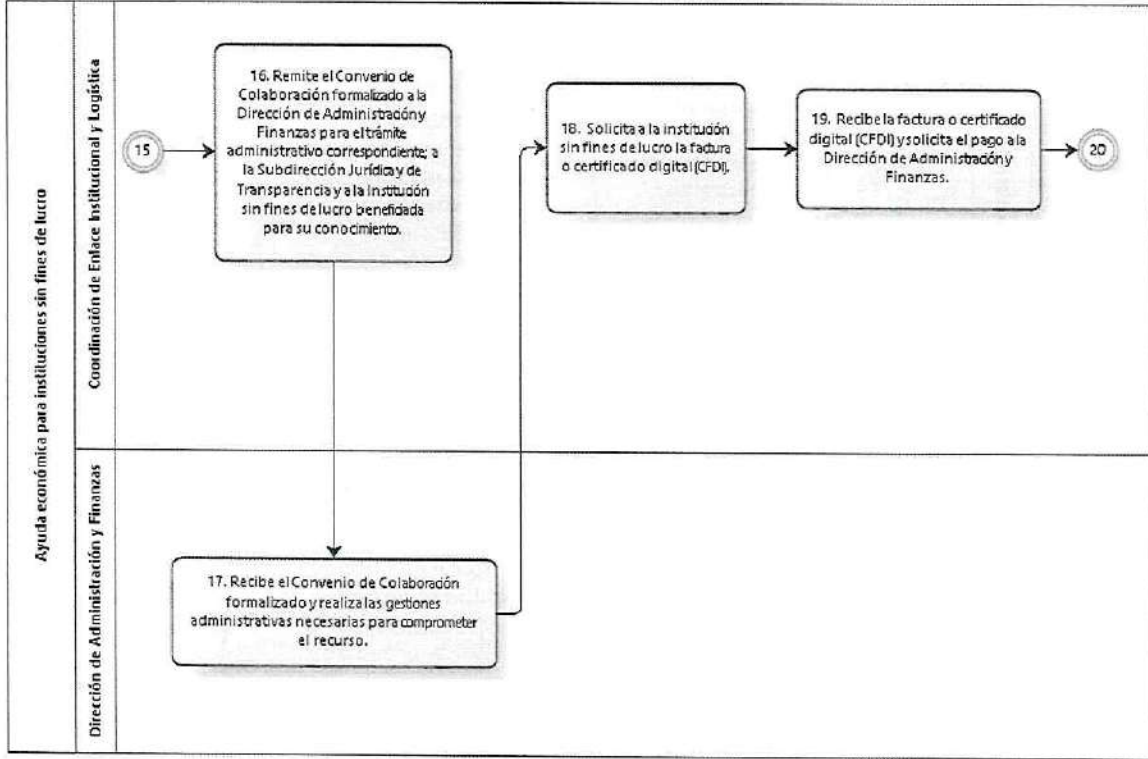 Ayuda económica para instituciones sin fines de lucro
Coordinación de Enlace Institucional y Logística
15
16. Remite el Convenio de
Colaboración formalizado a la
Dirección de Administración y
Finanzas para el trámite
administrativo correspondiente; a
la Subdirección Jurídica y de
Transparencia y a la Institución
sin fines de lucro beneficiada
para su conocimiento.
18. Solicita a la institución
sin fines de lucro la factura
o certificado digital (CFDI).
19. Recibe la factura o certificado
digital (CFDI) y solicita el pago a la
Dirección de Administración y
Finanzas.
20
Dirección de Administración y Finanzas
17. Recibe el Convenio de Colaboración
formalizado y realiza las gestiones
administrativas necesarias para comprometer
el recurso.